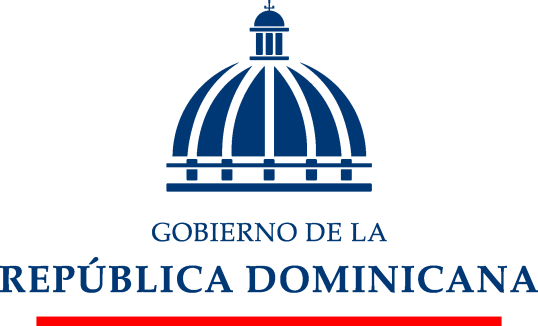 GOBIERNO DE LA
REPÚBLICA DOMINICANA